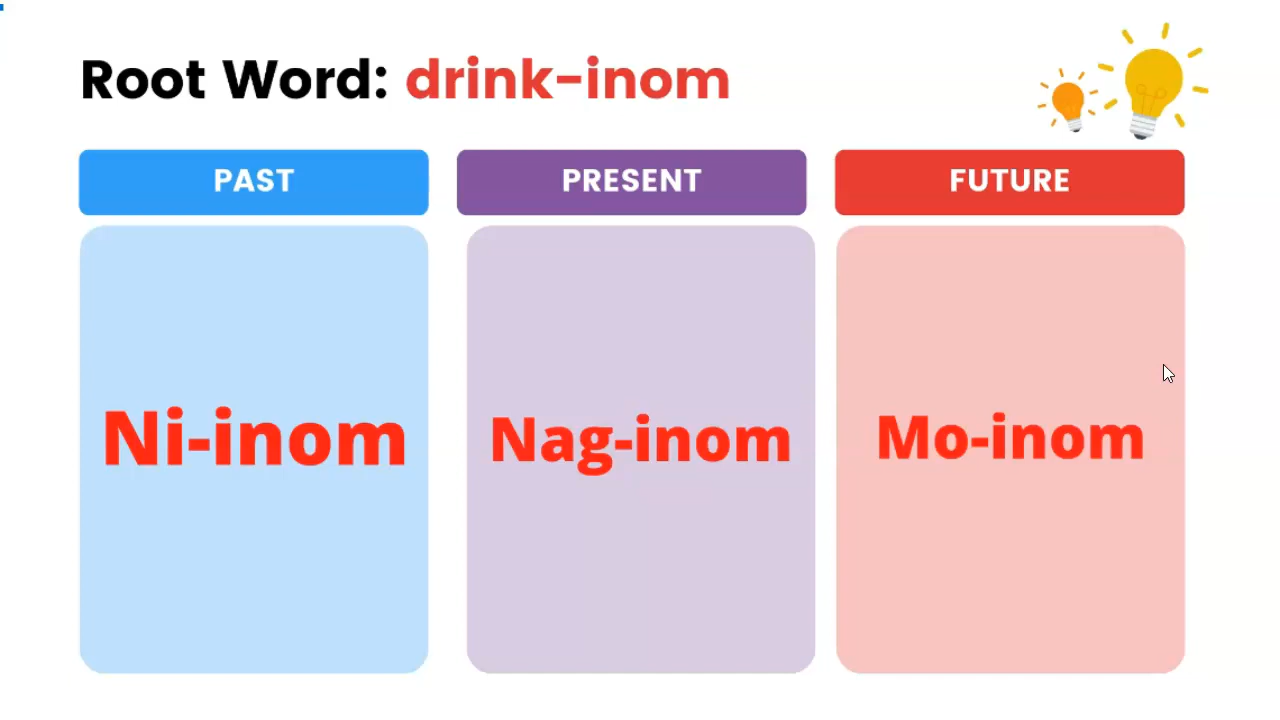 Root Word: drink-inom
PAST
PRESENT
FUTURE
Ni-inom
Nag-inom
Mo-inom